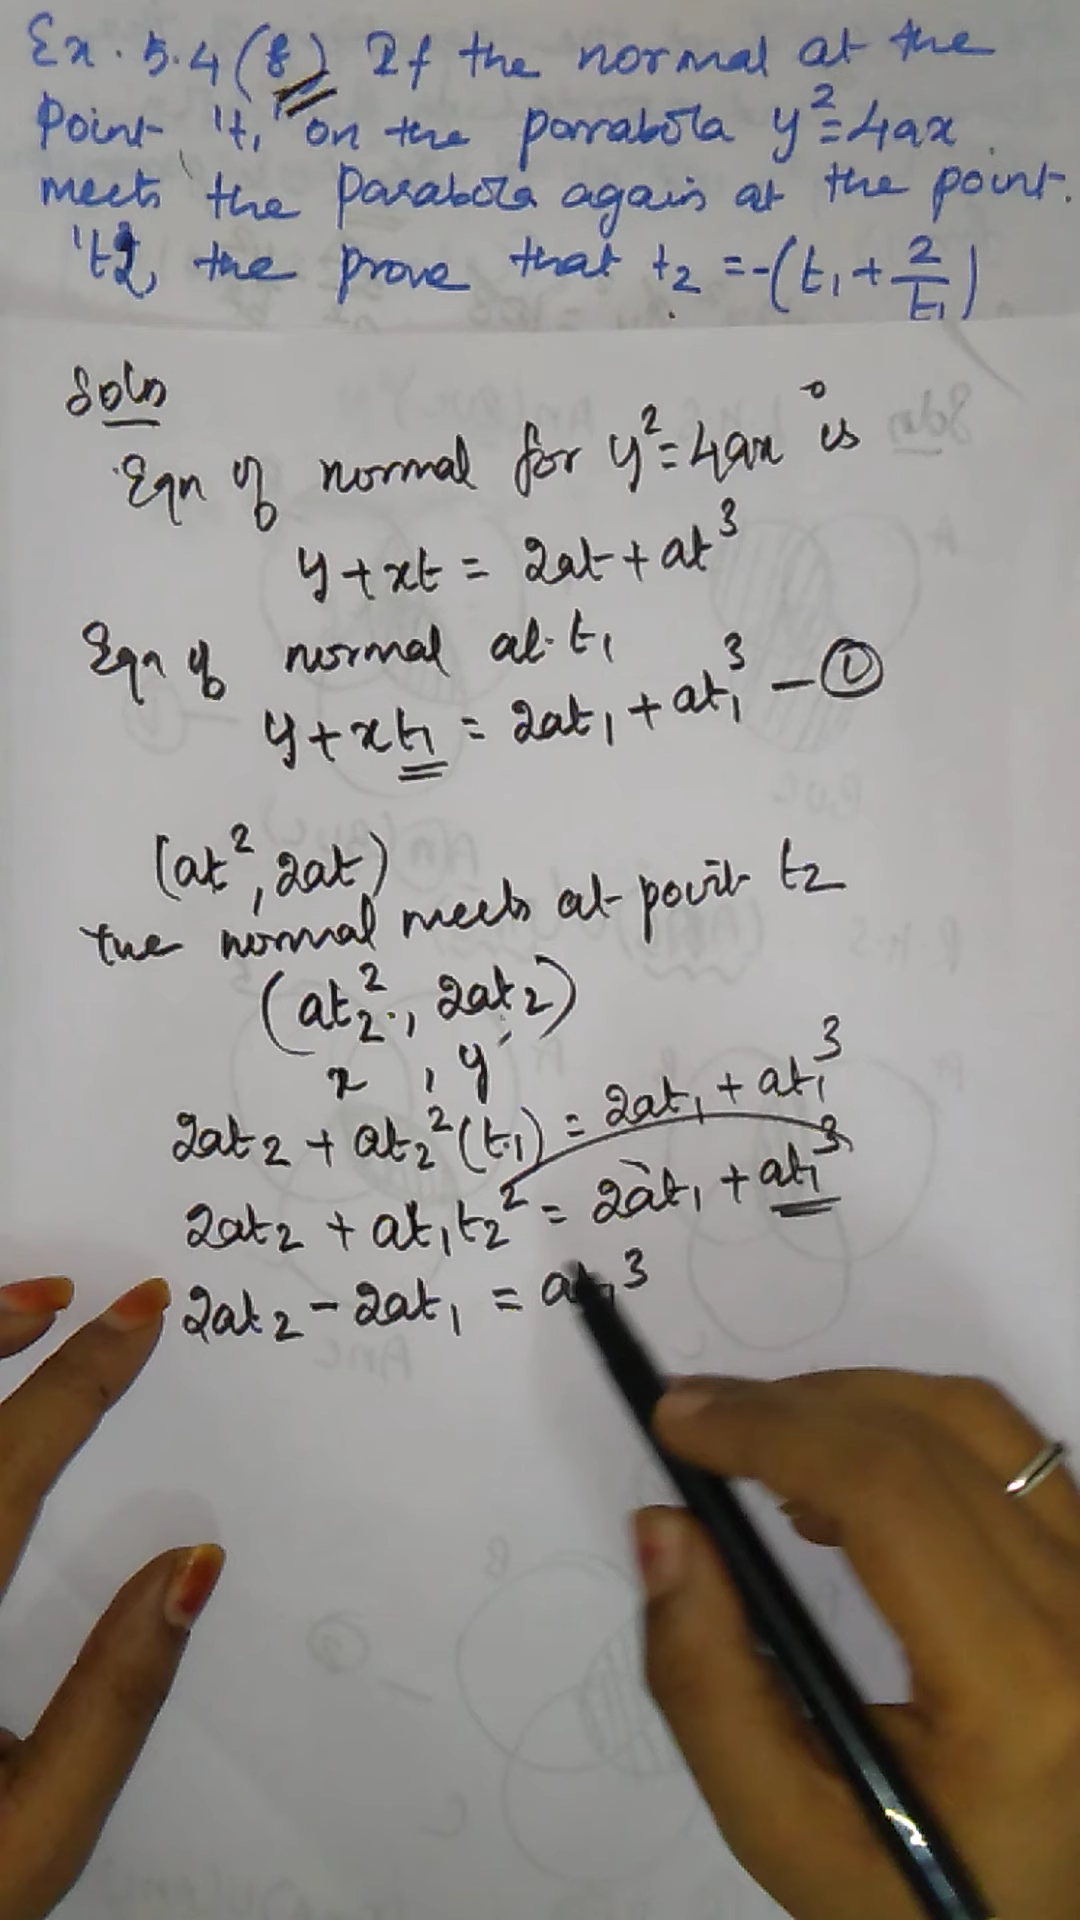 Ex. 5.4 (8) If the normal at the
Point 't₁' on the parrabola y² = 4ax
meets the Parabola again at the point.
't2, the prove that t₂ = -(t₁ + 2/t₁)
Soln
Eqn of normal for y² = 4ax is
y + xt = 2at + at³
Eqn of normal at t₁
y + xt₁ = 2at₁ + at₁³ — ①
(at², 2at)
the normal meets at point t₂
(at₂², 2at₂)
x , y
2at₂ + at₂²(t₁) = 2at₁ + at₁³
2at₂ + at₁t₂² = 2at₁ + at₁³
2at₂ - 2at₁ = at₁³